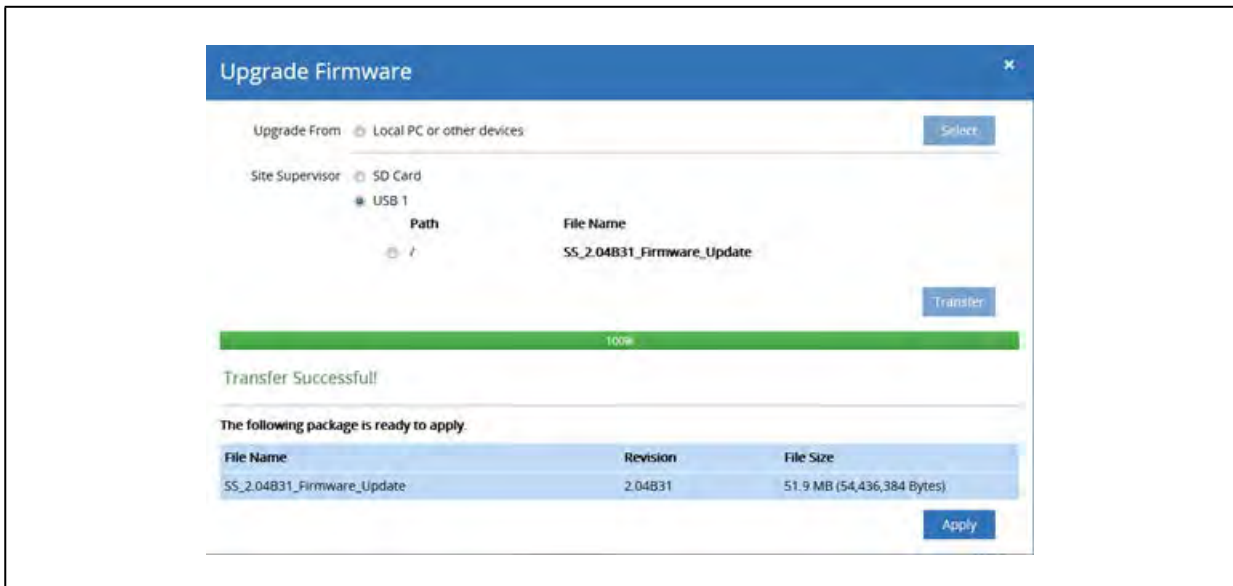 Upgrade Firmware ×
Upgrade From Local PC or other devices Select
Site Supervisor SD Card
USB 1
Path File Name
/ SS_2.04B31_Firmware_Update
Transfer
100%
Transfer Successful!
The following package is ready to apply.
File Name Revision File Size
SS_2.04B31_Firmware_Update 2.04B31 51.9 MB (54,436,384 Bytes)
Apply